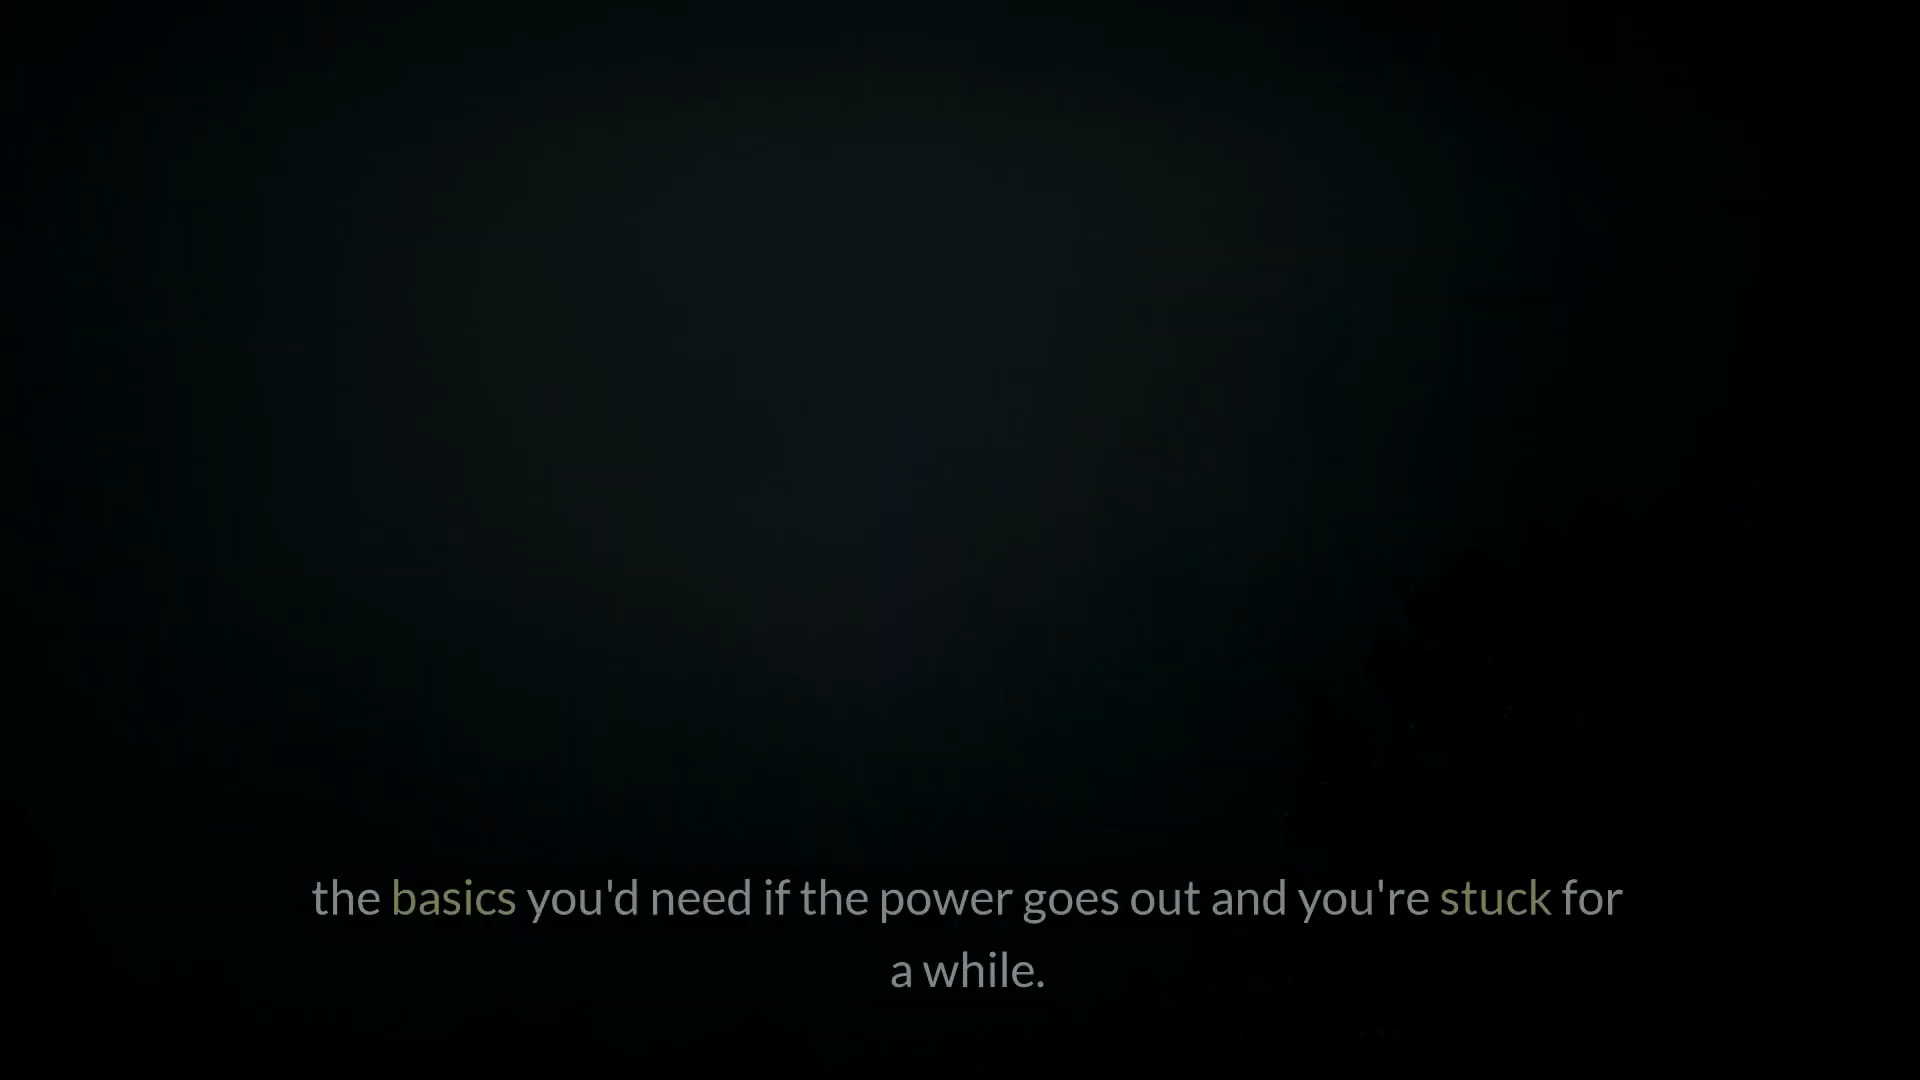 the basics you'd need if the power goes out and you're stuck for
a while.